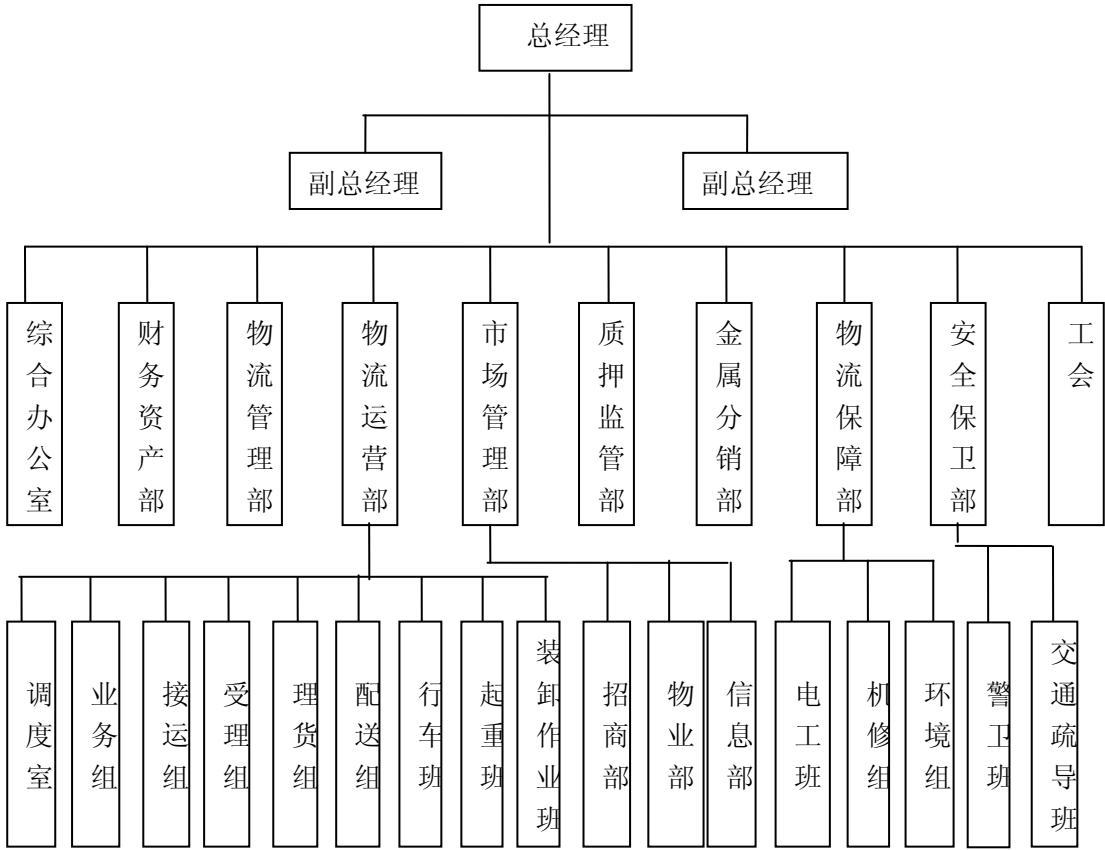 总经理
副总经理
副总经理
综合办公室
财务资产部
物流管理部
物流运营部
市场管理部
质押监管部
金属分销部
物流保障部
安全保卫部
工会
调度室
业务组
接运组
受理组
理货组
配送组
行车班
起重班
装卸作业班
招商部
物业部
信息部
电工班
机修组
环境组
警卫班
交通疏导班